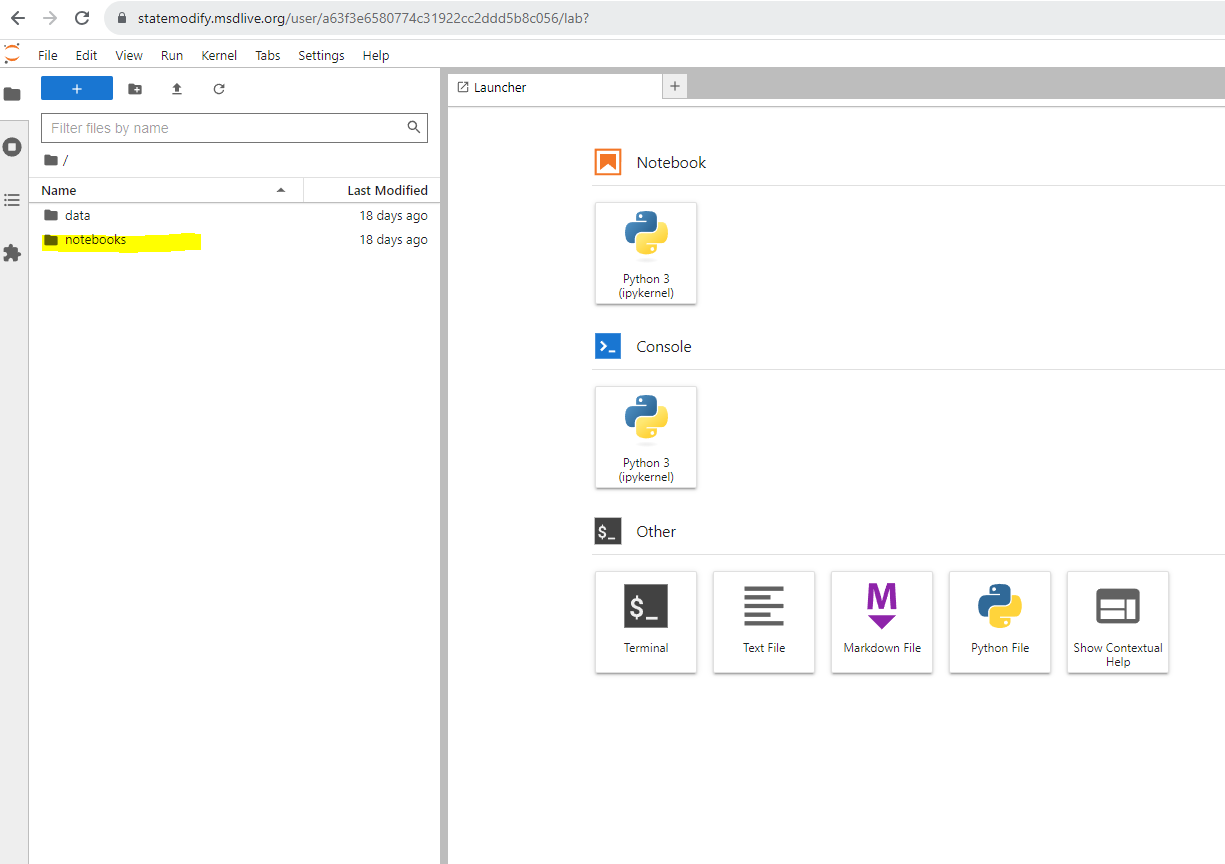 statemodify.msdlive.org/user/a63f3e6580774c31922cc2ddd5b8c056/lab?
File Edit View Run Kernel Tabs Settings Help
+
Filter files by name
/
Name Last Modified
data 18 days ago
notebooks 18 days ago
Launcher +
Notebook
Python 3
(ipykernel)
>_ Console
Python 3
(ipykernel)
$_ Other
$_
Terminal
Text File
M
Markdown File
Python File
Show Contextual
Help